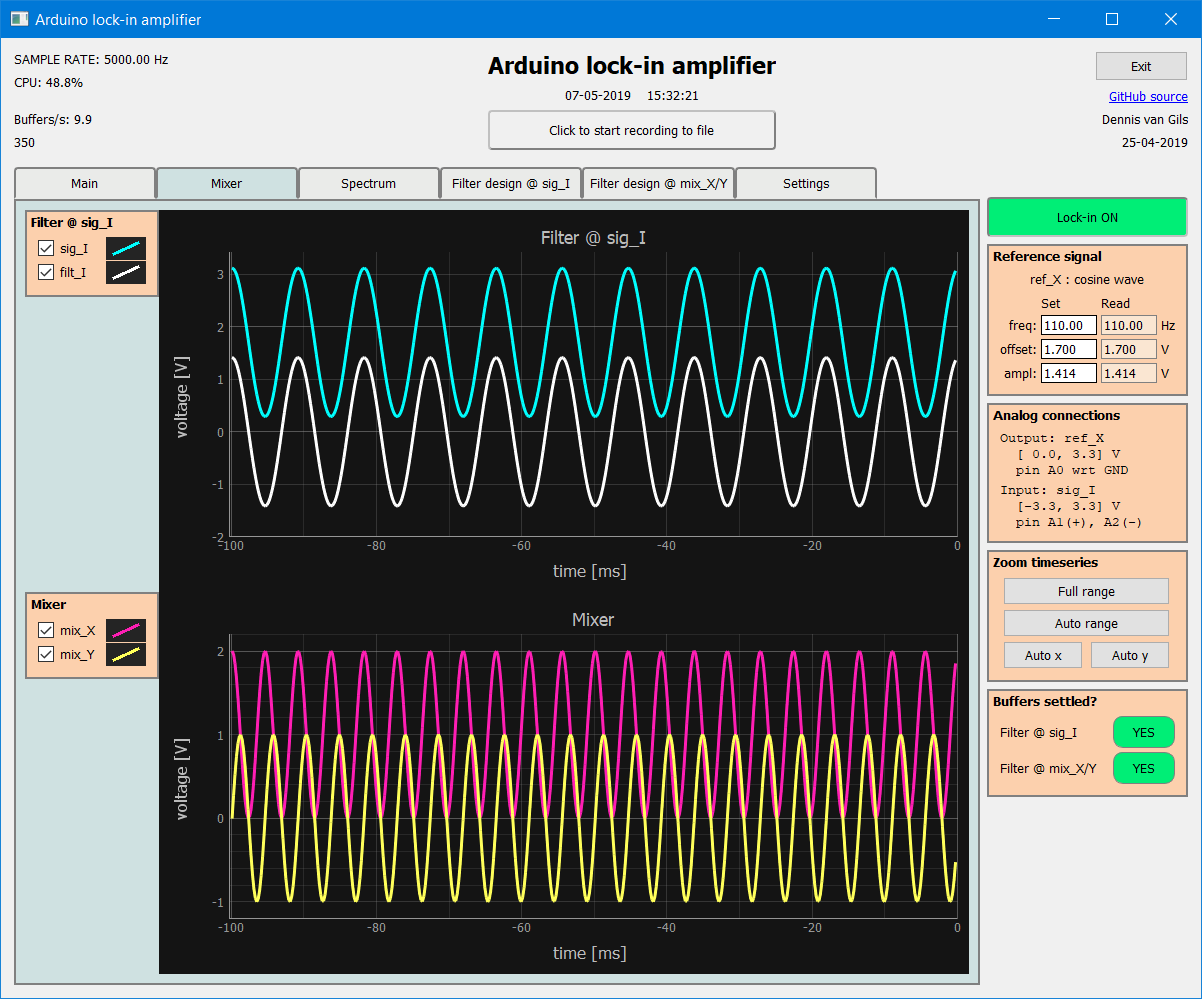 Arduino lock-in amplifier
SAMPLE RATE: 5000.00 Hz
CPU: 48.8%
Buffers/s: 9.9
350
Arduino lock-in amplifier
07-05-2019 15:32:21
Click to start recording to file
Exit
GitHub source
Dennis van Gils
25-04-2019
Main Mixer Spectrum Filter design @ sig_I Filter design @ mix_X/Y Settings
Filter @ sig_I
sig_I
filt_I
Filter @ sig_I
3
2
1
0
-1
-2
voltage [V]
-100 -80 -60 -40 -20 0
time [ms]
Mixer
mix_X
mix_Y
Mixer
2
1
0
-1
voltage [V]
-100 -80 -60 -40 -20 0
time [ms]
Lock-in ON
Reference signal
ref_X : cosine wave
Set Read
freq: 110.00 110.00 Hz
offset: 1.700 1.700 V
ampl: 1.414 1.414 V
Analog connections
Output: ref_X
[ 0.0, 3.3] V
pin A0 wrt GND
Input: sig_I
[-3.3, 3.3] V
pin A1(+), A2(-)
Zoom timeseries
Full range
Auto range
Auto x Auto y
Buffers settled?
Filter @ sig_I YES
Filter @ mix_X/Y YES